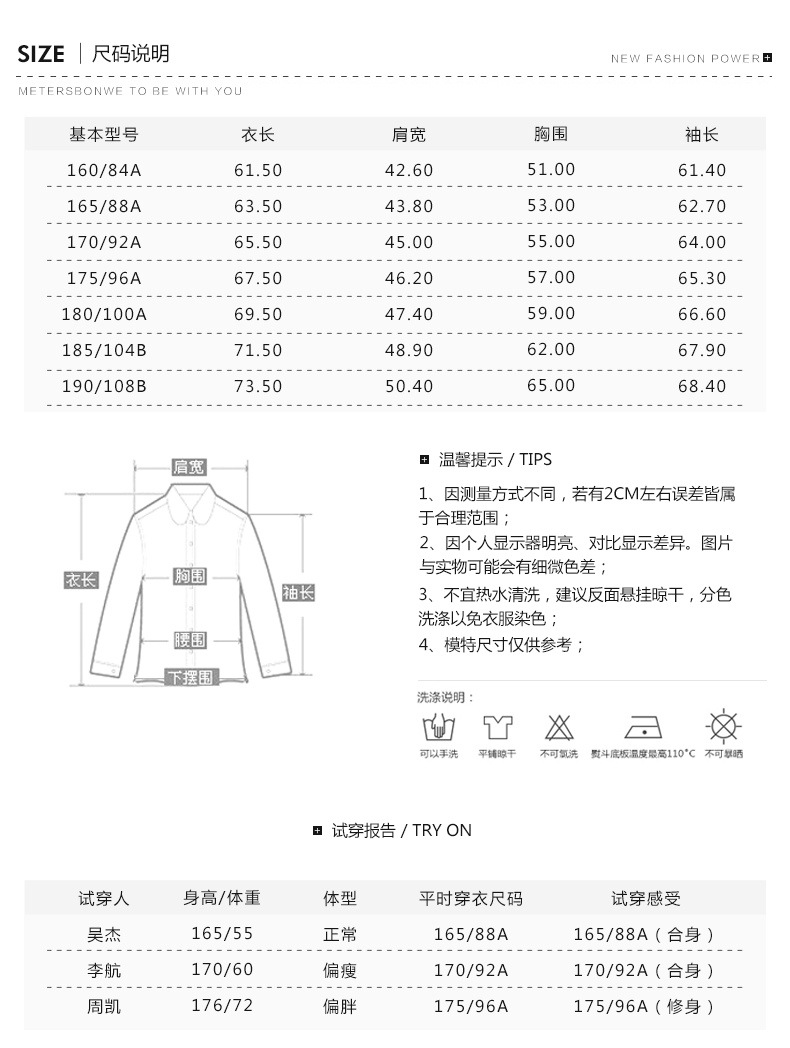 SIZE 尺码说明
NEW FASHION POWER
METERSBONWE TO BE WITH YOU
基本型号 衣长 肩宽 胸围 袖长
160/84A 61.50 42.60 51.00 61.40
165/88A 63.50 43.80 53.00 62.70
170/92A 65.50 45.00 55.00 64.00
175/96A 67.50 46.20 57.00 65.30
180/100A 69.50 47.40 59.00 66.60
185/104B 71.50 48.90 62.00 67.90
190/108B 73.50 50.40 65.00 68.40
肩宽
衣长
胸围
袖长
腰围
下摆围
温馨提示 / TIPS
1、因测量方式不同，若有2CM左右误差皆属
于合理范围；
2、因个人显示器明亮、对比显示差异。图片
与实物可能会有细微色差；
3、不宜热水清洗，建议反面悬挂晾干，分色
洗涤以免衣服染色；
4、模特尺寸仅供参考；
洗涤说明：
可以手洗 平铺晾干 不可氯洗 熨斗底板温度最高110°C 不可暴晒
试穿报告 / TRY ON
试穿人 身高/体重 体型 平时穿衣尺码 试穿感受
吴杰 165/55 正常 165/88A 165/88A（合身）
李航 170/60 偏瘦 170/92A 170/92A（合身）
周凯 176/72 偏胖 175/96A 175/96A（修身）